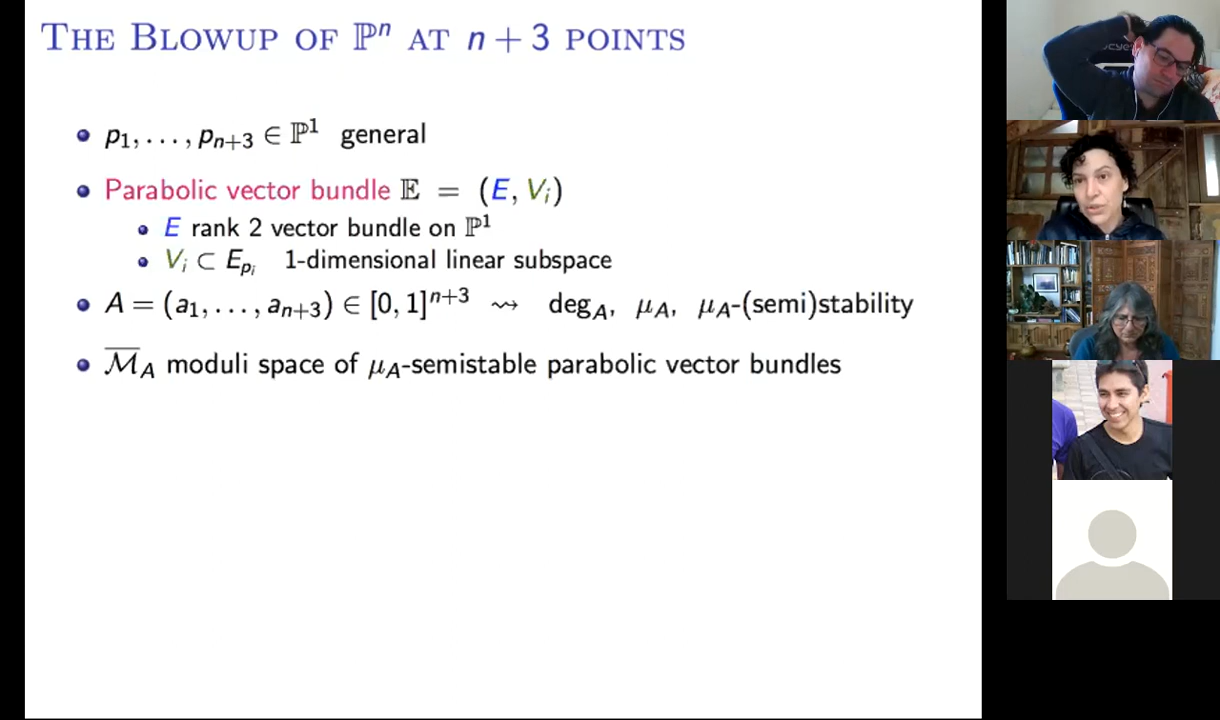 THE BLOWUP OF ℙⁿ AT n + 3 POINTS
• p₁, . . . , pₙ₊₃ ∈ ℙ¹ general
• Parabolic vector bundle 𝔼 = (E, Vᵢ)
• E rank 2 vector bundle on ℙ¹
• Vᵢ ⊂ E_{pᵢ} 1-dimensional linear subspace
• A = (a₁, . . . , aₙ₊₃) ∈ [0, 1]ⁿ⁺³ ⇝ deg_A, μ_A, μ_A-(semi)stability
• \overline{ℳ}_A moduli space of μ_A-semistable parabolic vector bundles